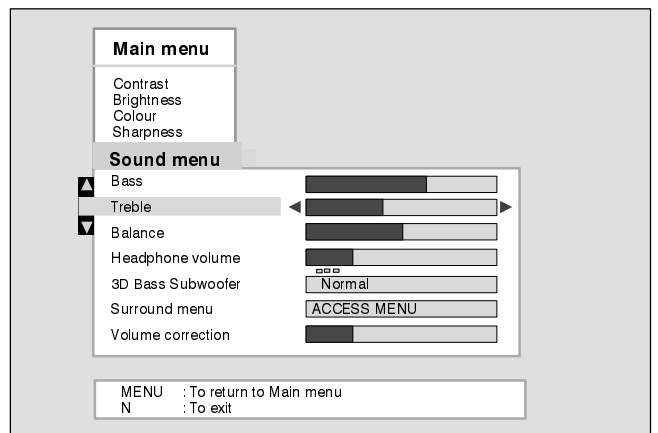 Main menu
Contrast
Brightness
Colour
Sharpness
Sound menu
Bass
Treble
Balance
Headphone volume
3D Bass Subwoofer Normal
Surround menu ACCESS MENU
Volume correction
MENU : To return to Main menu
N : To exit